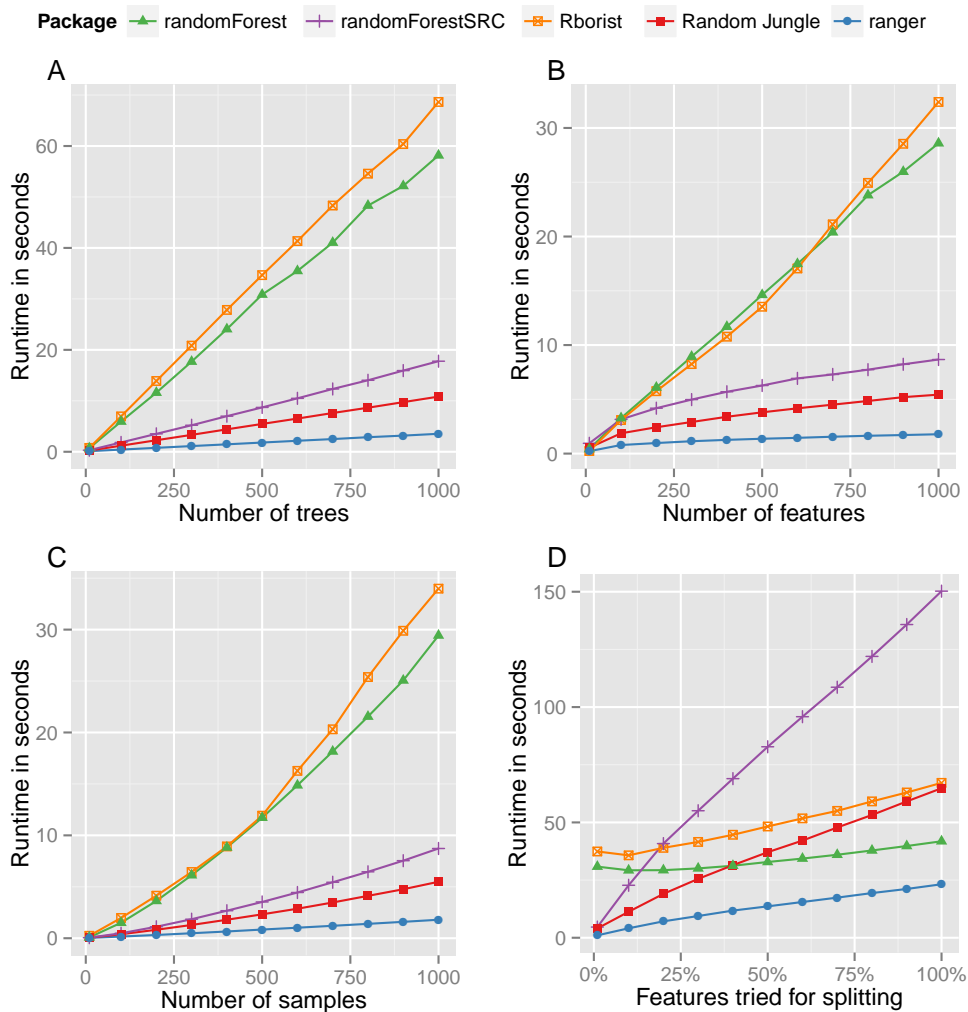 Package randomForest randomForestSRC Rborist Random Jungle ranger
A
Runtime in seconds
60
40
20
0
0 250 500 750 1000
Number of trees
B
Runtime in seconds
30
20
10
0
0 250 500 750 1000
Number of features
C
Runtime in seconds
30
20
10
0
0 250 500 750 1000
Number of samples
D
Runtime in seconds
150
100
50
0
0% 25% 50% 75% 100%
Features tried for splitting